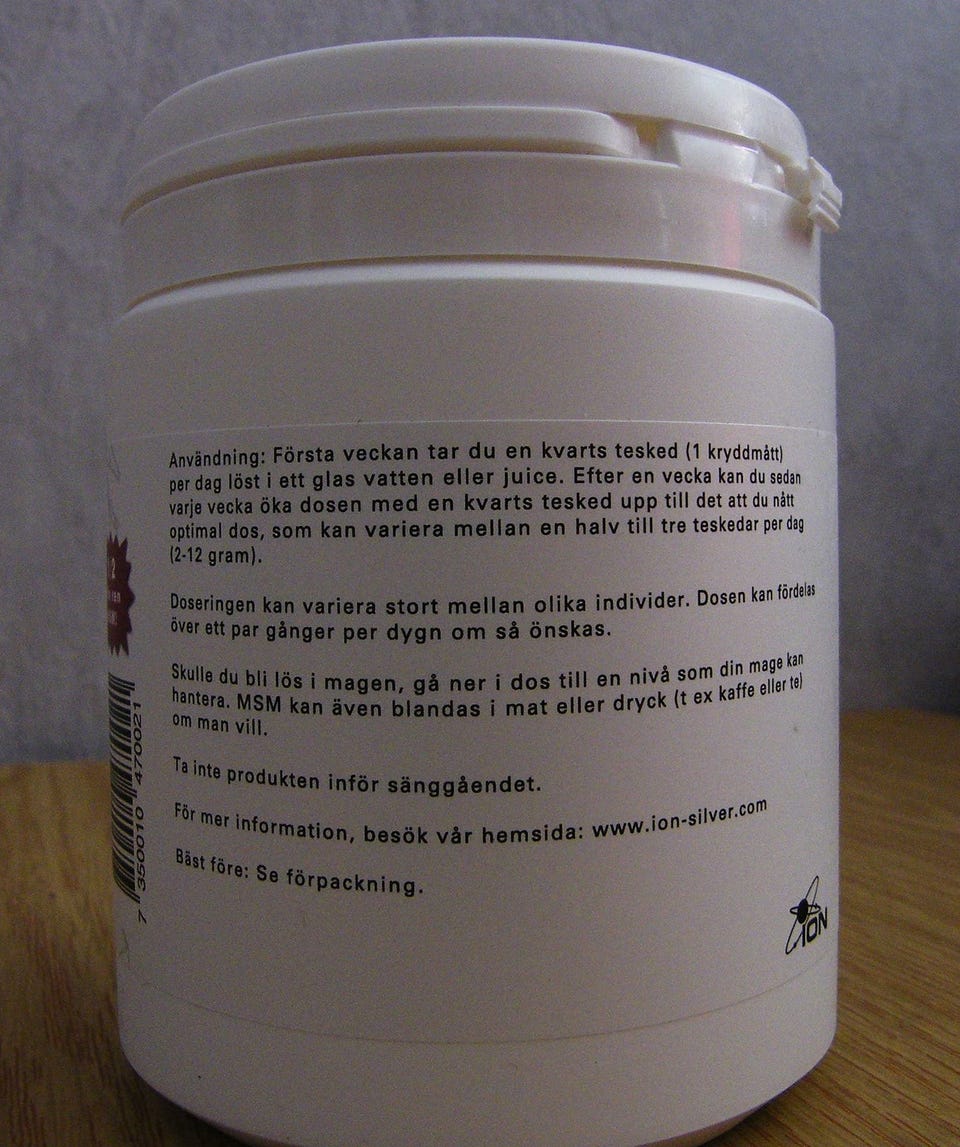 Användning: Första veckan tar du en kvarts tesked (1 kryddmått)
per dag löst i ett glas vatten eller juice. Efter en vecka kan du sedan
varje vecka öka dosen med en kvarts tesked upp till det att du nått
optimal dos, som kan variera mellan en halv till tre teskedar per dag
(2-12 gram).
Doseringen kan variera stort mellan olika individer. Dosen kan fördelas
över ett par gånger per dygn om så önskas.
Skulle du bli lös i magen, gå ner i dos till en nivå som din mage kan
hantera. MSM kan även blandas i mat eller dryck (t ex kaffe eller te)
om man vill.
Ta inte produkten inför sänggåendet.
För mer information, besök vår hemsida: www.ion-silver.com
Bäst före: Se förpackning.
ION
7 350010 470021